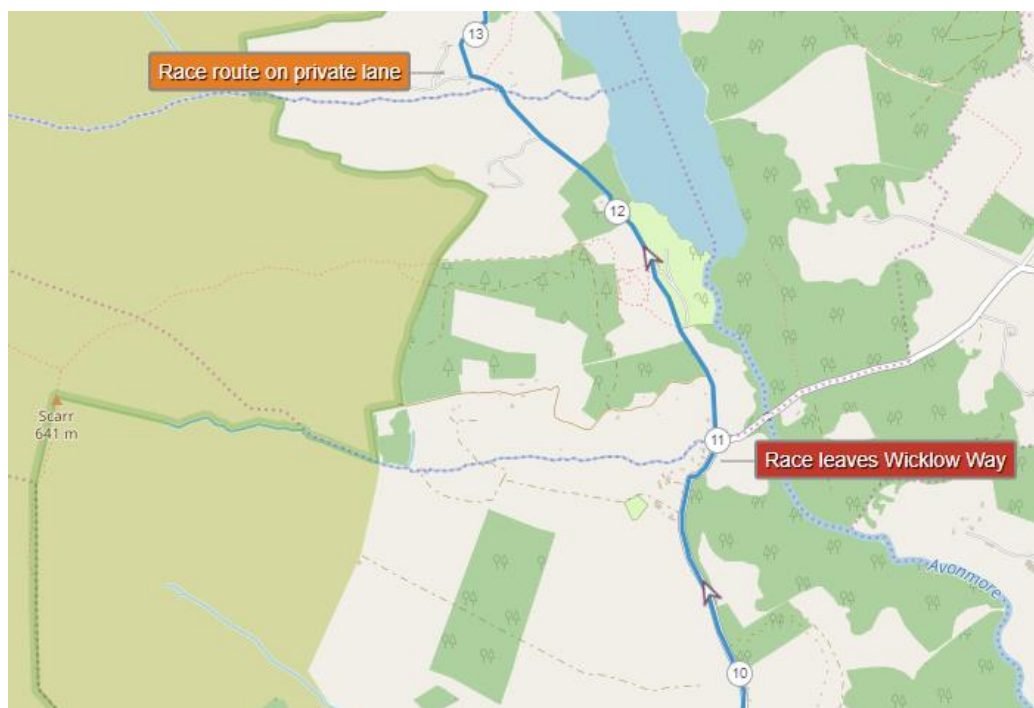 13
Race route on private lane
12
Scarr
641 m
11
Race leaves Wicklow Way
Avonmore
10